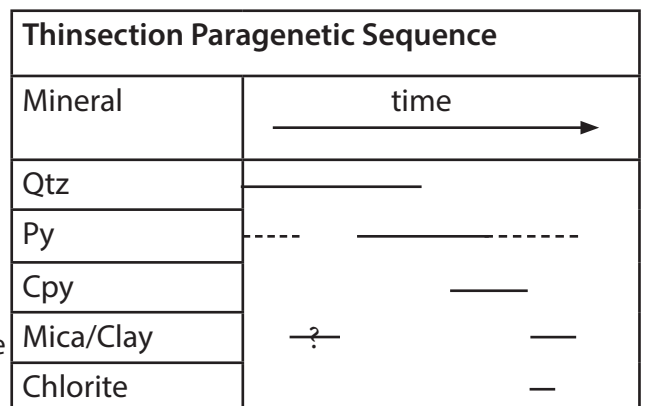 Thinsection Paragenetic Sequence
Mineral time
Qtz
Py
Cpy
e Mica/Clay ?
Chlorite